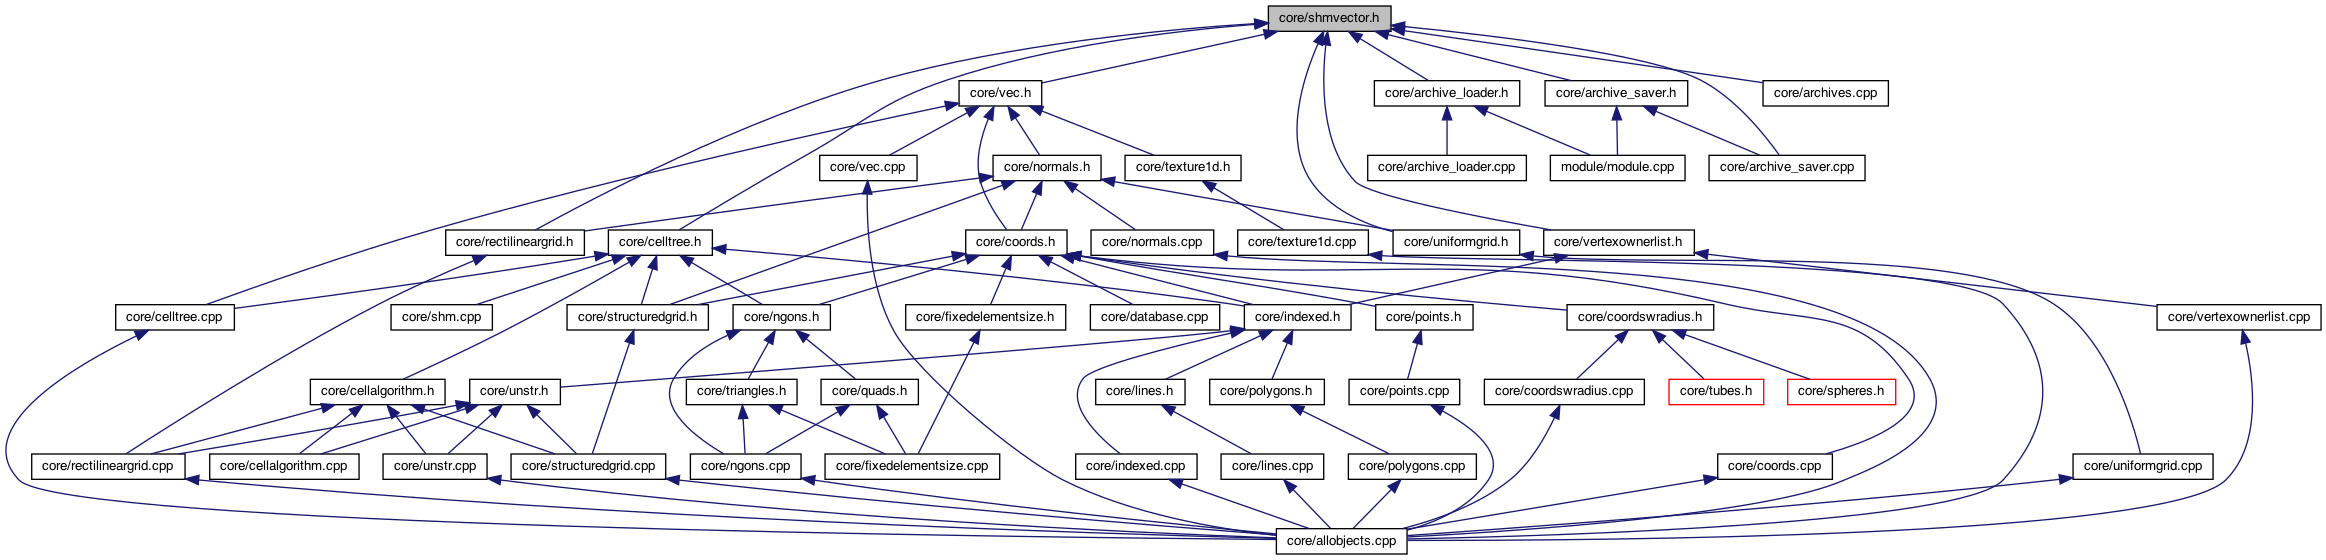 core/shmvector.h
core/vec.h
core/archive_loader.h
core/archive_saver.h
core/archives.cpp
core/vec.cpp
core/normals.h
core/texture1d.h
core/archive_loader.cpp
module/module.cpp
core/archive_saver.cpp
core/rectilineargrid.h
core/celltree.h
core/coords.h
core/normals.cpp
core/texture1d.cpp
core/uniformgrid.h
core/vertexownerlist.h
core/celltree.cpp
core/shm.cpp
core/structuredgrid.h
core/ngons.h
core/fixedelementsize.h
core/database.cpp
core/indexed.h
core/points.h
core/coordswradius.h
core/vertexownerlist.cpp
core/cellalgorithm.h
core/unstr.h
core/triangles.h
core/quads.h
core/lines.h
core/polygons.h
core/points.cpp
core/coordswradius.cpp
core/tubes.h
core/spheres.h
core/rectilineargrid.cpp
core/cellalgorithm.cpp
core/unstr.cpp
core/structuredgrid.cpp
core/ngons.cpp
core/fixedelementsize.cpp
core/indexed.cpp
core/lines.cpp
core/polygons.cpp
core/coords.cpp
core/uniformgrid.cpp
core/allobjects.cpp